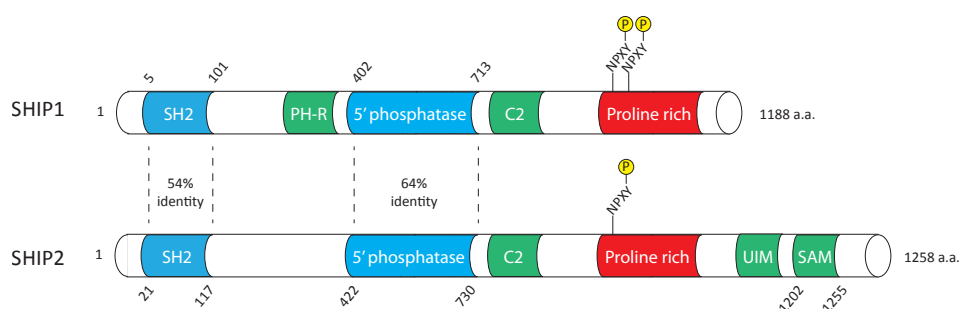 P P
NPXY NPXY
5 101 402 713
SHIP1 1 SH2 PH-R 5' phosphatase C2 Proline rich 1188 a.a.
54% identity
64% identity
P
NPXY
SHIP2 1 SH2 5' phosphatase C2 Proline rich UIM SAM 1258 a.a.
21 117 422 730 1202 1255